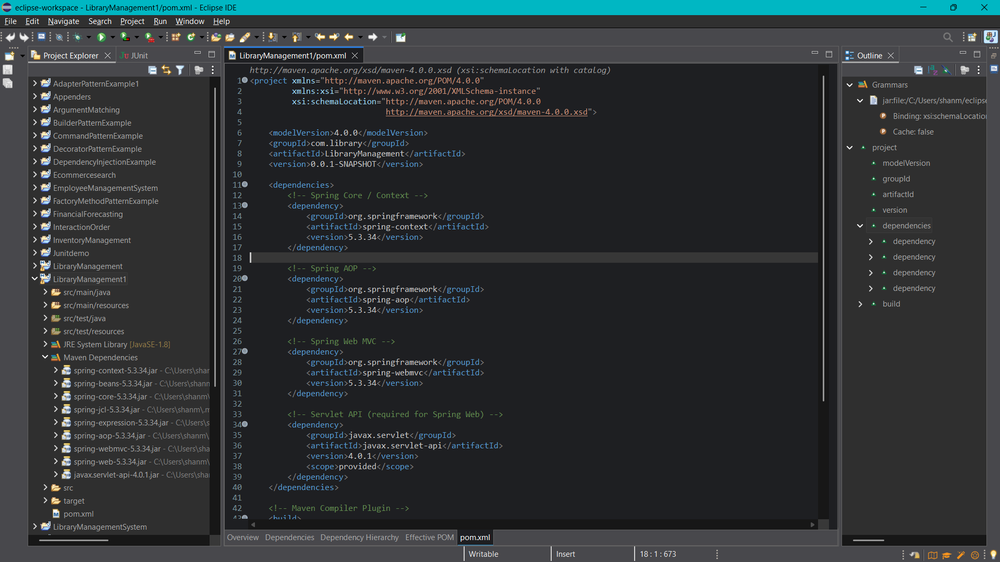 eclipse-workspace - LibraryManagement1/pom.xml - Eclipse IDE
File Edit Navigate Search Project Run Window Help
Project Explorer
JUnit
AdapterPatternExample1
Appenders
ArgumentMatching
BuilderPatternExample
CommandPatternExample
DecoratorPatternExample
DependencyInjectionExample
Ecommercesearch
EmployeeManagementSystem
FactoryMethodPatternExample
FinancialForecasting
InteractionOrder
InventoryManagement
Junitdemo
LibraryManagement
LibraryManagement1
src/main/java
src/main/resources
src/test/java
src/test/resources
JRE System Library [JavaSE-1.8]
Maven Dependencies
spring-context-5.3.34.jar - C:\Users\shar
spring-beans-5.3.34.jar - C:\Users\shanm
spring-core-5.3.34.jar - C:\Users\shanm\
spring-jcl-5.3.34.jar - C:\Users\shanm\.m
spring-expression-5.3.34.jar - C:\Users\s
spring-aop-5.3.34.jar - C:\Users\shanm\
spring-webmvc-5.3.34.jar - C:\Users\sha
spring-web-5.3.34.jar - C:\Users\shanm\
javax.servlet-api-4.0.1.jar - C:\Users\sha
src
target
pom.xml
LibraryManagementSystem
LibraryManagement1/pom.xml
http://maven.apache.org/xsd/maven-4.0.0.xsd (xsi:schemaLocation with catalog)
1 <project xmlns="http://maven.apache.org/POM/4.0.0"
2 xmlns:xsi="http://www.w3.org/2001/XMLSchema-instance"
3 xsi:schemaLocation="http://maven.apache.org/POM/4.0.0
4 http://maven.apache.org/xsd/maven-4.0.0.xsd">
5
6 <modelVersion>4.0.0</modelVersion>
7 <groupId>com.library</groupId>
8 <artifactId>LibraryManagement</artifactId>
9 <version>0.0.1-SNAPSHOT</version>
10
11 <dependencies>
12 <!-- Spring Core / Context -->
13 <dependency>
14 <groupId>org.springframework</groupId>
15 <artifactId>spring-context</artifactId>
16 <version>5.3.34</version>
17 </dependency>
18
19 <!-- Spring AOP -->
20 <dependency>
21 <groupId>org.springframework</groupId>
22 <artifactId>spring-aop</artifactId>
23 <version>5.3.34</version>
24 </dependency>
25
26 <!-- Spring Web MVC -->
27 <dependency>
28 <groupId>org.springframework</groupId>
29 <artifactId>spring-webmvc</artifactId>
30 <version>5.3.34</version>
31 </dependency>
32
33 <!-- Servlet API (required for Spring Web) -->
34 <dependency>
35 <groupId>javax.servlet</groupId>
36 <artifactId>javax.servlet-api</artifactId>
37 <version>4.0.1</version>
38 <scope>provided</scope>
39 </dependency>
40 </dependencies>
41
42 <!-- Maven Compiler Plugin -->
43 <build>
Overview Dependencies Dependency Hierarchy Effective POM pom.xml
Outline
Grammars
jar:file:/C:/Users/shanm/eclipse
Binding: xsi:schemaLocation
Cache: false
project
modelVersion
groupId
artifactId
version
dependencies
dependency
dependency
dependency
dependency
build
Writable Insert 18 : 1 : 673